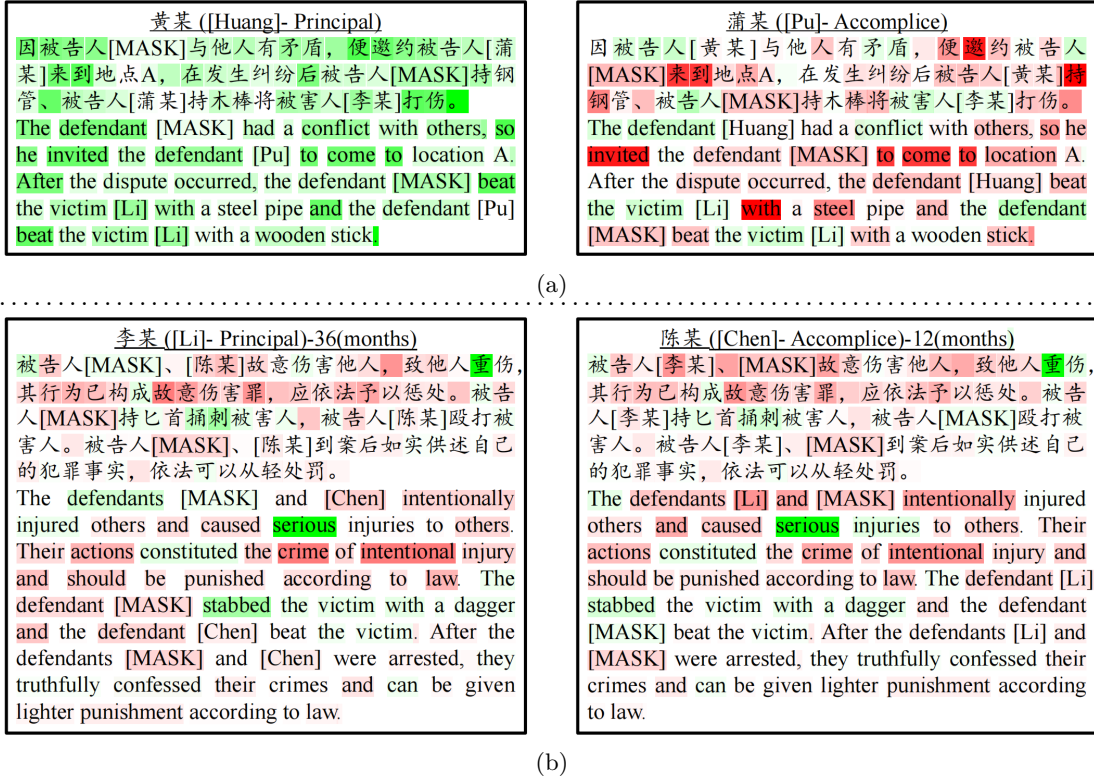 黄某 ([Huang]- Principal)
因被告人[MASK]与他人有矛盾，便邀约被告人[蒲
某]来到地点A，在发生纠纷后被告人[MASK]持钢
管、被告人[蒲某]持木棒将被害人[李某]打伤。
The defendant [MASK] had a conflict with others, so
he invited the defendant [Pu] to come to location A.
After the dispute occurred, the defendant [MASK] beat
the victim [Li] with a steel pipe and the defendant [Pu]
beat the victim [Li] with a wooden stick.
蒲某 ([Pu]- Accomplice)
因被告人[黄某]与他人有矛盾，便邀约被告人
[MASK]来到地点A，在发生纠纷后被告人[黄某]持
钢管、被告人[MASK]持木棒将被害人[李某]打伤。
The defendant [Huang] had a conflict with others, so he
invited the defendant [MASK] to come to location A.
After the dispute occurred, the defendant [Huang] beat
the victim [Li] with a steel pipe and the defendant
[MASK] beat the victim [Li] with a wooden stick.
(a)
李某 ([Li]- Principal)-36(months)
被告人[MASK]、[陈某]故意伤害他人，致他人重伤，
其行为已构成故意伤害罪，应依法予以惩处。被告
人[MASK]持匕首捅刺被害人，被告人[陈某]殴打被
害人。被告人[MASK]、[陈某]到案后如实供述自己
的犯罪事实，依法可以从轻处罚。
The defendants [MASK] and [Chen] intentionally
injured others and caused serious injuries to others.
Their actions constituted the crime of intentional injury
and should be punished according to law. The
defendant [MASK] stabbed the victim with a dagger
and the defendant [Chen] beat the victim. After the
defendants [MASK] and [Chen] were arrested, they
truthfully confessed their crimes and can be given
lighter punishment according to law.
陈某 ([Chen]- Accomplice)-12(months)
被告人[李某]、[MASK]故意伤害他人，致他人重伤，
其行为已构成故意伤害罪，应依法予以惩处。被告
人[李某]持匕首捅刺被害人，被告人[MASK]殴打被
害人。被告人[李某]、[MASK]到案后如实供述自己
的犯罪事实，依法可以从轻处罚。
The defendants [Li] and [MASK] intentionally injured
others and caused serious injuries to others. Their
actions constituted the crime of intentional injury and
should be punished according to law. The defendant [Li]
stabbed the victim with a dagger and the defendant
[MASK] beat the victim. After the defendants [Li] and
[MASK] were arrested, they truthfully confessed their
crimes and can be given lighter punishment according
to law.
(b)